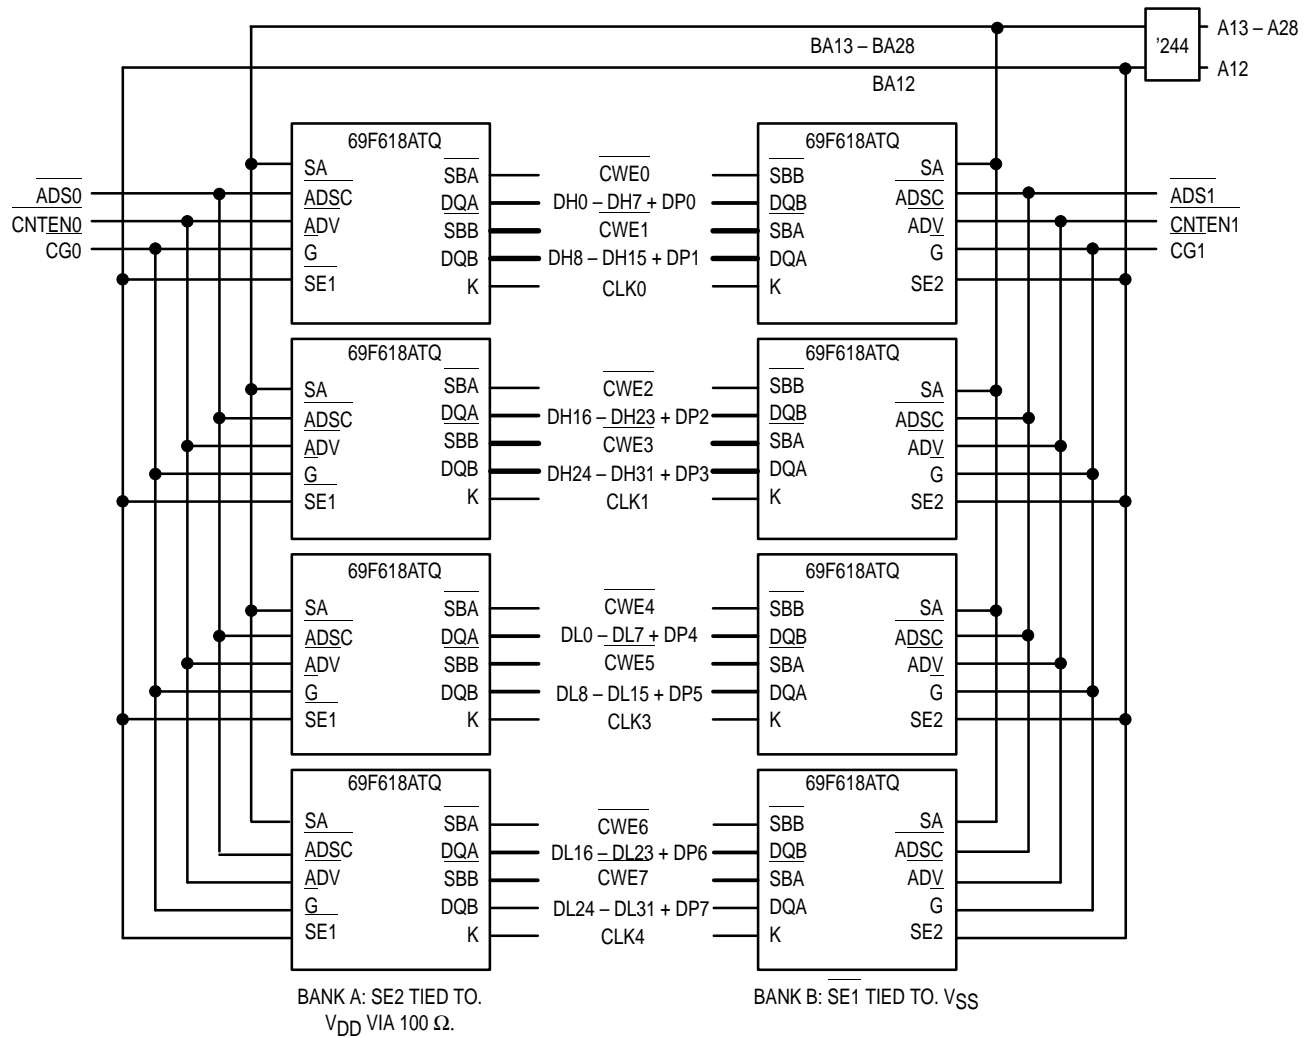 A13 – A28
'244
BA13 – BA28
A12
BA12
69F618ATQ
SA
ADSC
ADV
G
SE1
SBA
DQA
SBB
DQB
K
CWE0
DH0 – DH7 + DP0
CWE1
DH8 – DH15 + DP1
CLK0
69F618ATQ
SBB
DQB
SBA
DQA
K
SA
ADSC
ADV
G
SE2
ADS0
CNTEN0
CG0
ADS1
CNTEN1
CG1
69F618ATQ
SA
ADSC
ADV
G
SE1
SBA
DQA
SBB
DQB
K
CWE2
DH16 – DH23 + DP2
CWE3
DH24 – DH31 + DP3
CLK1
69F618ATQ
SBB
DQB
SBA
DQA
K
SA
ADSC
ADV
G
SE2
69F618ATQ
SA
ADSC
ADV
G
SE1
SBA
DQA
SBB
DQB
K
CWE4
DL0 – DL7 + DP4
CWE5
DL8 – DL15 + DP5
CLK3
69F618ATQ
SBB
DQB
SBA
DQA
K
SA
ADSC
ADV
G
SE2
69F618ATQ
SA
ADSC
ADV
G
SE1
SBA
DQA
SBB
DQB
K
CWE6
DL16 – DL23 + DP6
CWE7
DL24 – DL31 + DP7
CLK4
69F618ATQ
SBB
DQB
SBA
DQA
K
SA
ADSC
ADV
G
SE2
BANK A: SE2 TIED TO.
VDD VIA 100 Ω.
BANK B: SE1 TIED TO. VSS